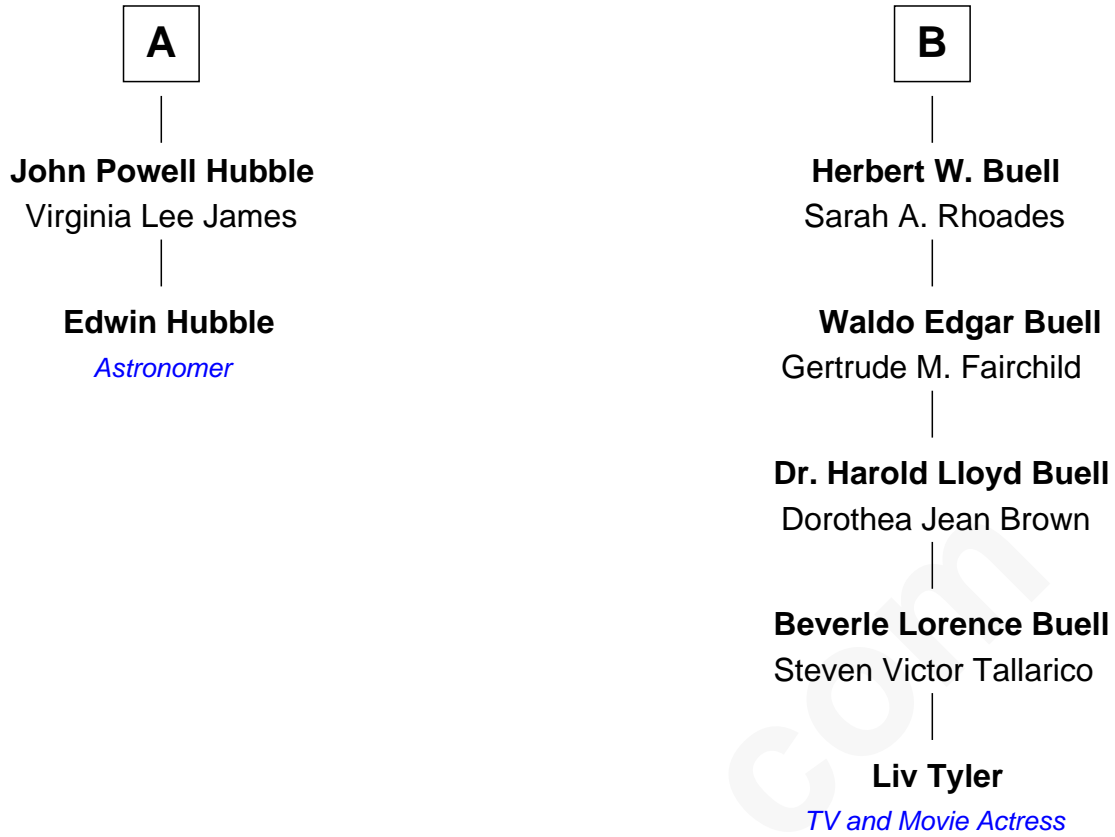 A
John Powell Hubble
Virginia Lee James
Edwin Hubble
Astronomer
B
Herbert W. Buell
Sarah A. Rhoades
Waldo Edgar Buell
Gertrude M. Fairchild
Dr. Harold Lloyd Buell
Dorothea Jean Brown
Beverle Lorence Buell
Steven Victor Tallarico
Liv Tyler
TV and Movie Actress
com